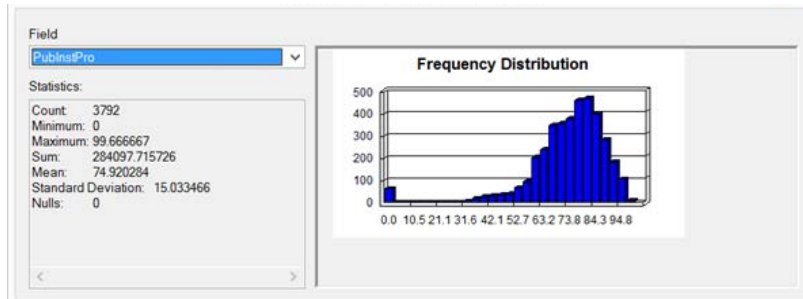 Field
PubInstPro
Statistics:
Count: 3792
Minimum: 0
Maximum: 99.666667
Sum: 284097.715726
Mean: 74.920284
Standard Deviation: 15.033466
Nulls: 0
Frequency Distribution
500
400
300
200
100
0
0.0 10.5 21.1 31.6 42.1 52.7 63.2 73.8 84.3 94.8